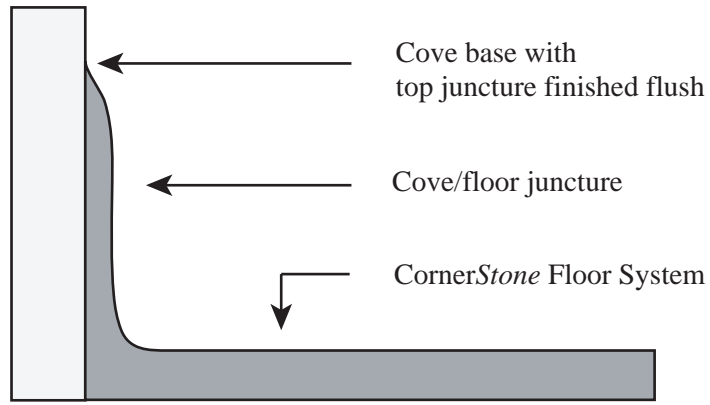 Cove base with
top juncture finished flush
Cove/floor juncture
CornerStone Floor System